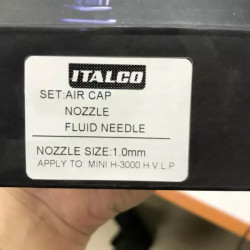 ITALCO
SET:AIR CAP
NOZZLE
FLUID NEEDLE
NOZZLE SIZE:1.0mm
APPLY TO: MINI H-3000 H.V.L.P